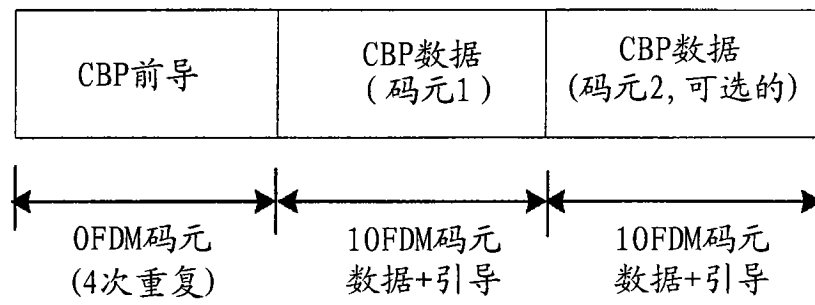 CBP前导
CBP数据
(码元1)
CBP数据
(码元2,可选的)
OFDM码元
(4次重复)
1OFDM码元
数据+引导
1OFDM码元
数据+引导